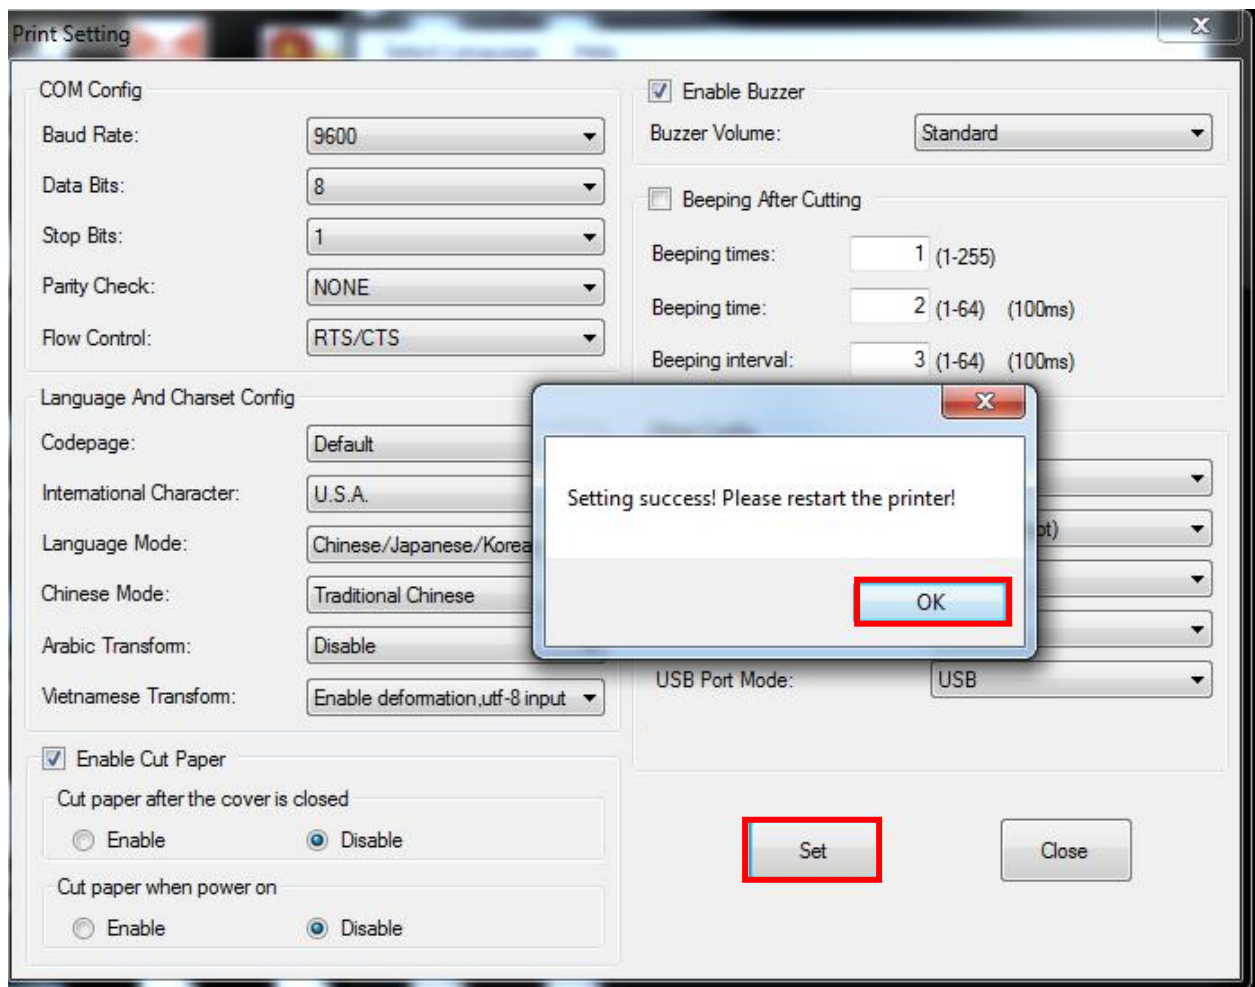 Print Setting
COM Config
Baud Rate: 9600
Data Bits: 8
Stop Bits: 1
Parity Check: NONE
Flow Control: RTS/CTS
Language And Charset Config
Codepage: Default
International Character: U.S.A.
Language Mode: Chinese/Japanese/Korea
Chinese Mode: Traditional Chinese
Arabic Transform: Disable
Vietnamese Transform: Enable deformation,utf-8 input
Enable Cut Paper
Cut paper after the cover is closed
Enable Disable
Cut paper when power on
Enable Disable
Enable Buzzer
Buzzer Volume: Standard
Beeping After Cutting
Beeping times: 1 (1-255)
Beeping time: 2 (1-64) (100ms)
Beeping interval: 3 (1-64) (100ms)
Setting success! Please restart the printer!
OK
USB Port Mode: USB
Set Close